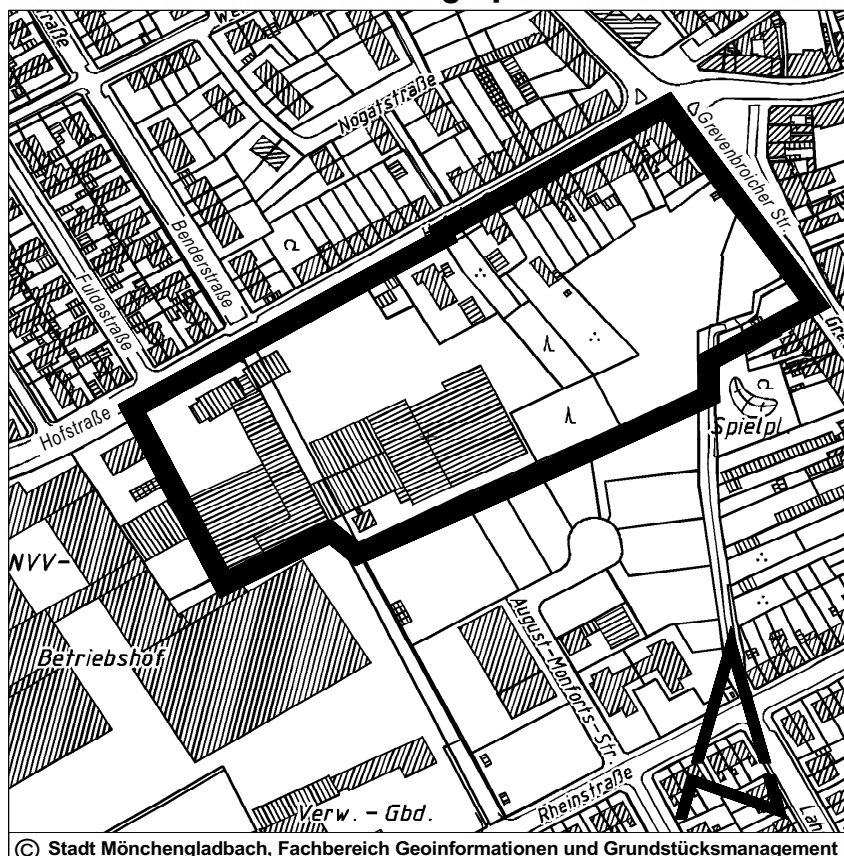 Nogatstraße
Grevenbroicher Str.
Benderstraße
Fuldastraße
Hofstraße
Spielpl.
NVV-
Betriebshof
August-Monforts-Str.
Rheinstraße
Verw. - Gbd.
© Stadt Mönchengladbach, Fachbereich Geoinformationen und Grundstücksmanagement